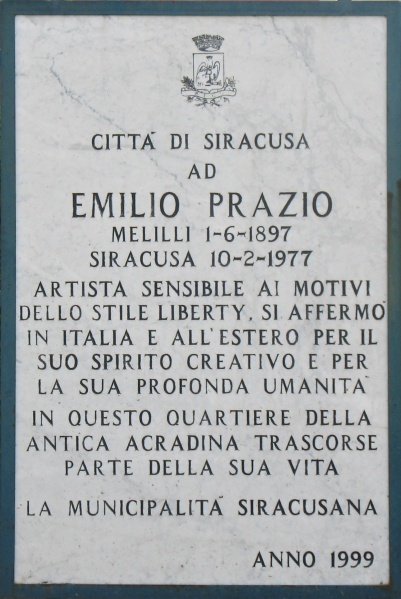 CITTÀ DI SIRACUSA
AD
EMILIO PRAZIO
MELILLI 1-6-1897
SIRACUSA 10-2-1977
ARTISTA SENSIBILE AI MOTIVI
DELLO STILE LIBERTY, SI AFFERMÒ
IN ITALIA E ALL'ESTERO PER IL
SUO SPIRITO CREATIVO E PER
LA SUA PROFONDA UMANITÀ
IN QUESTO QUARTIERE DELLA
ANTICA ACRADINA TRASCORSE
PARTE DELLA SUA VITA
LA MUNICIPALITÀ SIRACUSANA
ANNO 1999